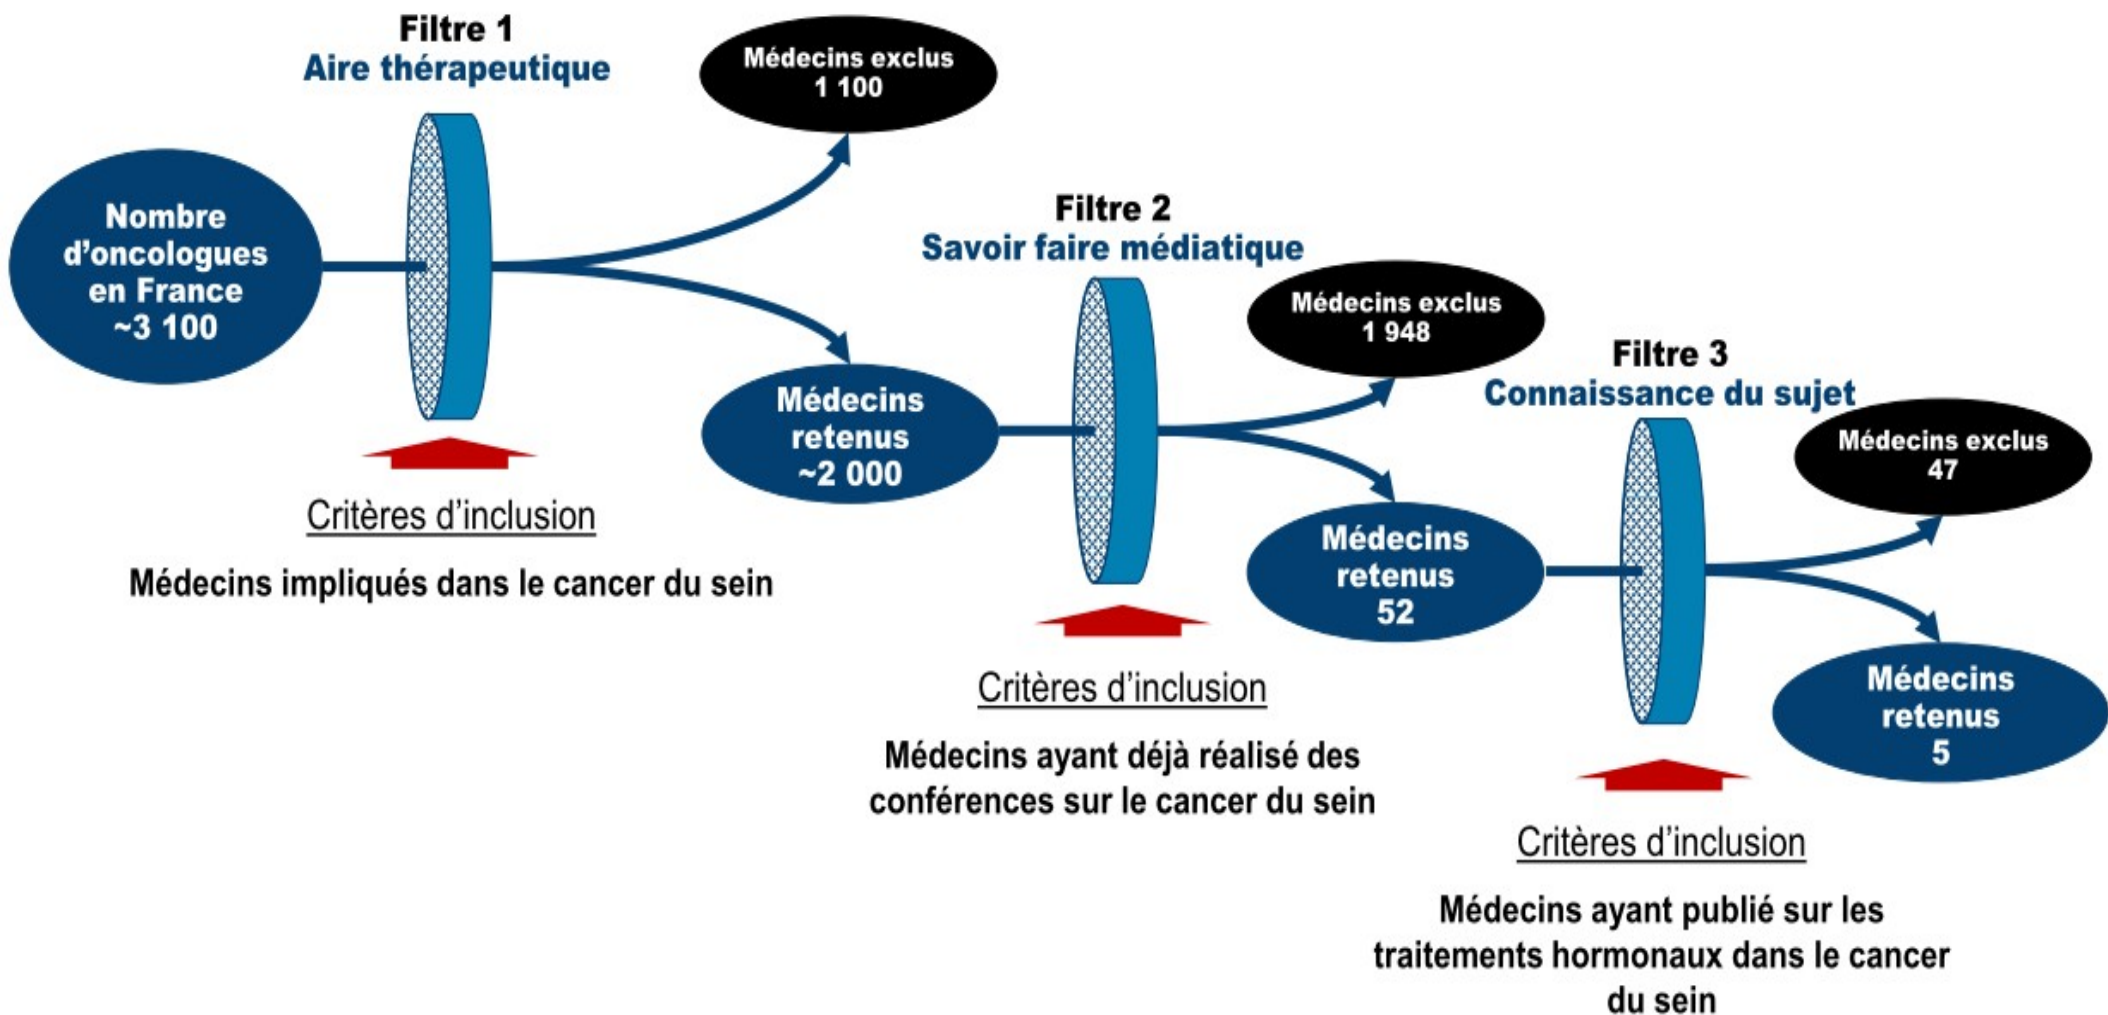 Filtre 1
Aire thérapeutique
Médecins exclus
1 100
Nombre
d’oncologues
en France
~3 100
Filtre 2
Savoir faire médiatique
Médecins exclus
1 948
Médecins
retenus
~2 000
Filtre 3
Connaissance du sujet
Médecins exclus
47
Critères d’inclusion
Médecins impliqués dans le cancer du sein
Médecins
retenus
52
Critères d’inclusion
Médecins ayant déjà réalisé des
conférences sur le cancer du sein
Médecins
retenus
5
Critères d’inclusion
Médecins ayant publié sur les
traitements hormonaux dans le cancer
du sein